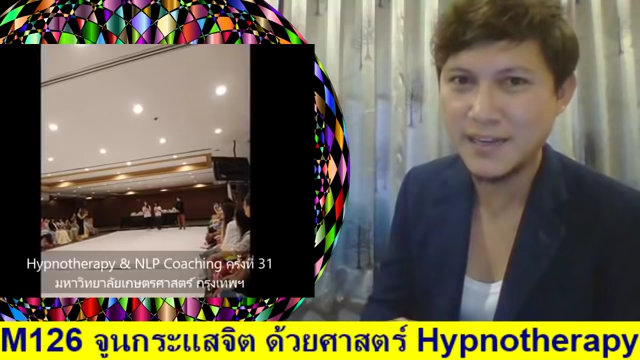 Hypnotherapy & NLP Coaching ครั้งที่ 31
มหาวิทยาลัยเกษตรศาสตร์ กรุงเทพฯ
M126 จูนกระแสจิต ด้วยศาสตร์ Hypnotherapy